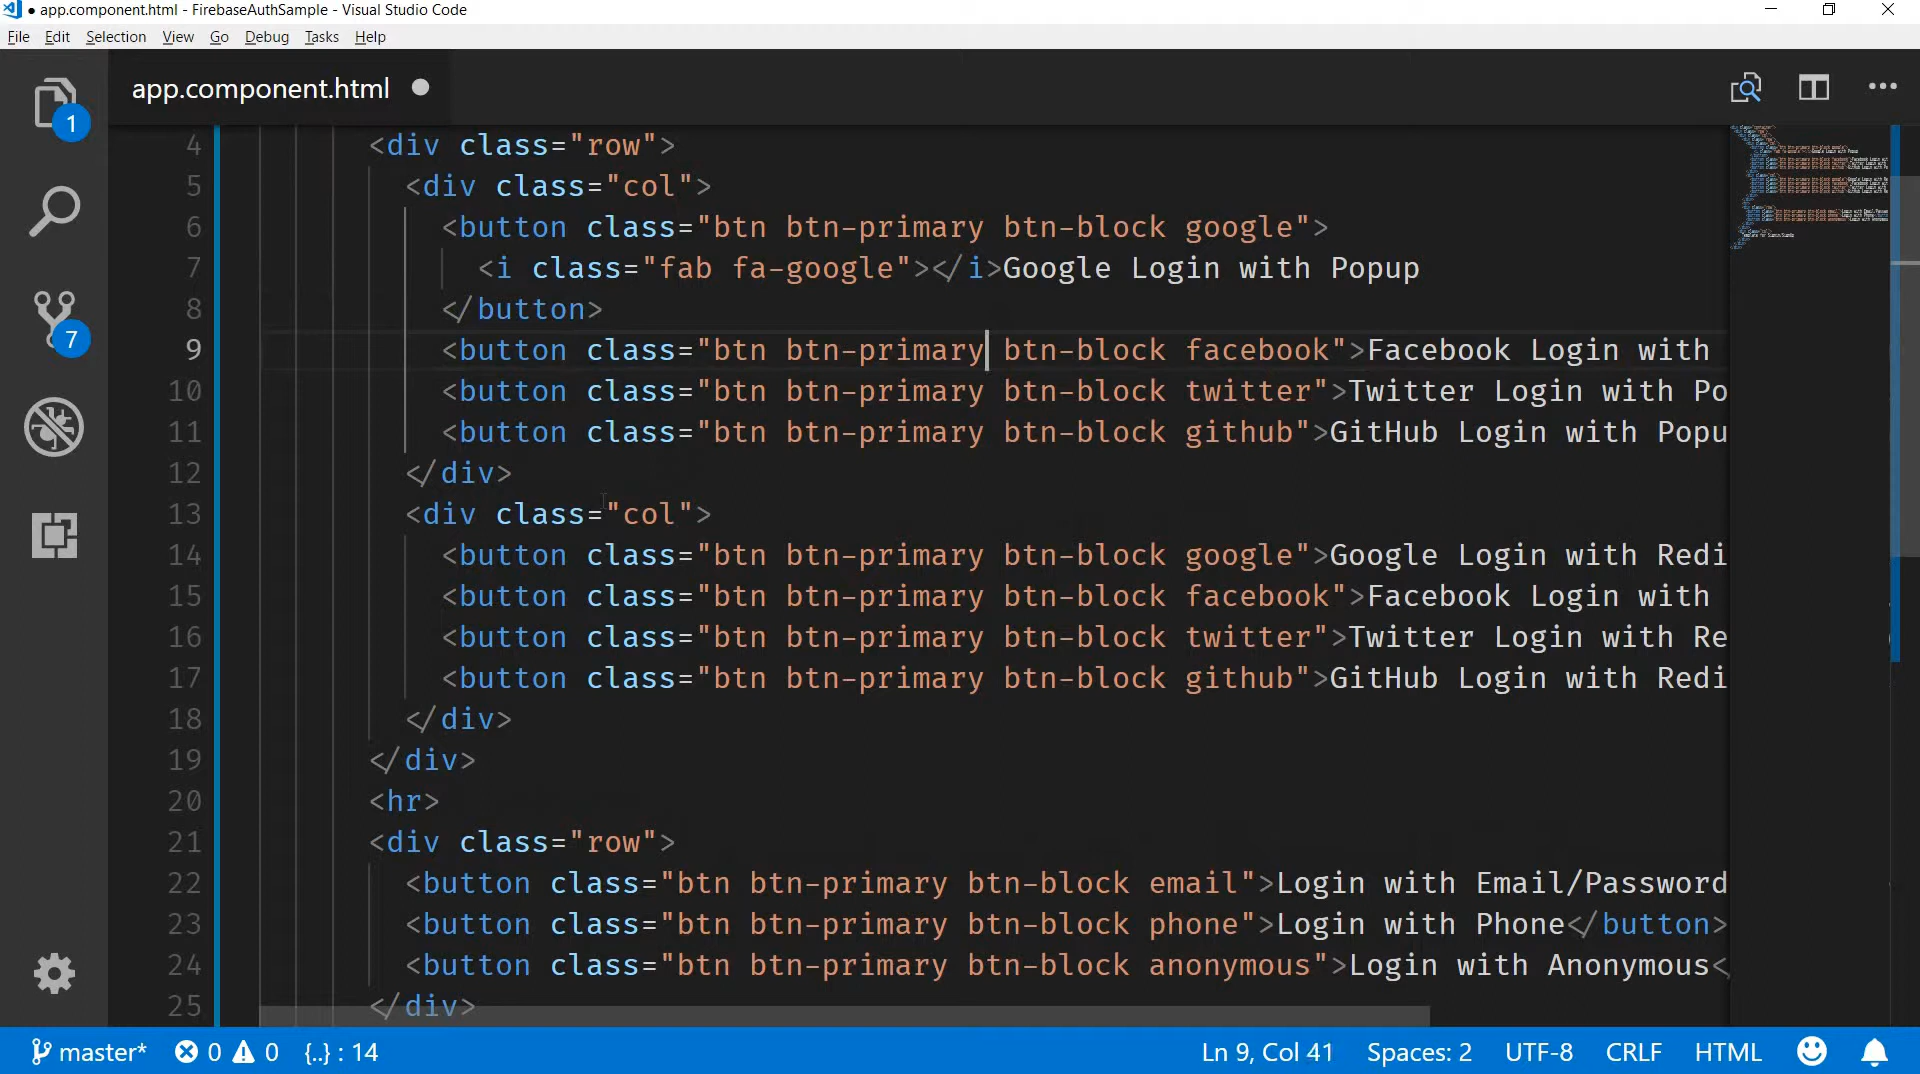 ● app.component.html - FirebaseAuthSample - Visual Studio Code
File Edit Selection View Go Debug Tasks Help
app.component.html ●
1
7
4 <div class="row">
5 <div class="col">
6 <button class="btn btn-primary btn-block google">
7 <i class="fab fa-google"></i>Google Login with Popup
8 </button>
9 <button class="btn btn-primary btn-block facebook">Facebook Login with
10 <button class="btn btn-primary btn-block twitter">Twitter Login with Po
11 <button class="btn btn-primary btn-block github">GitHub Login with Popu
12 </div>
13 <div class="col">
14 <button class="btn btn-primary btn-block google">Google Login with Redi
15 <button class="btn btn-primary btn-block facebook">Facebook Login with
16 <button class="btn btn-primary btn-block twitter">Twitter Login with Re
17 <button class="btn btn-primary btn-block github">GitHub Login with Redi
18 </div>
19 </div>
20 <hr>
21 <div class="row">
22 <button class="btn btn-primary btn-block email">Login with Email/Password
23 <button class="btn btn-primary btn-block phone">Login with Phone</button>
24 <button class="btn btn-primary btn-block anonymous">Login with Anonymous<
25 </div>
master* 0 0 {..} : 14 Ln 9, Col 41 Spaces: 2 UTF-8 CRLF HTML